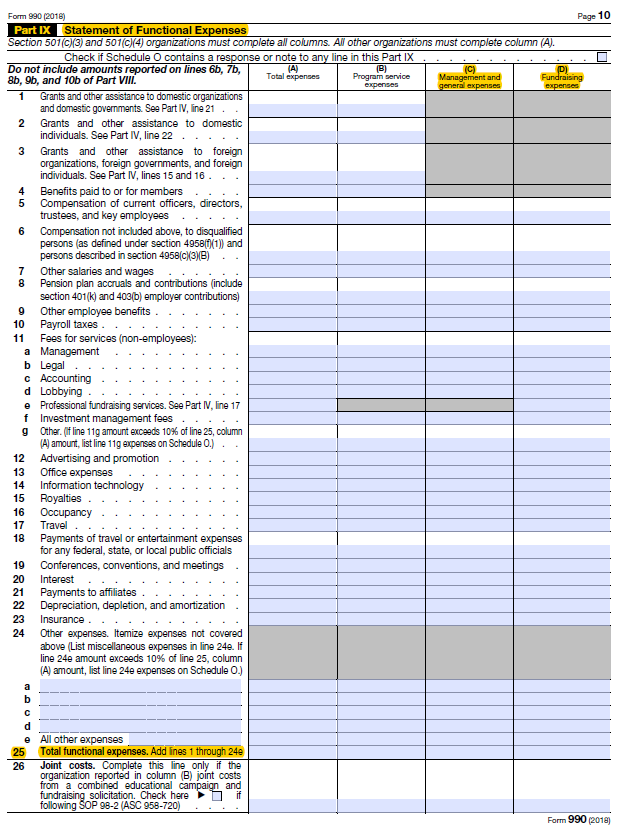 Form 990 (2018) Page 10
Part IX Statement of Functional Expenses
Section 501(c)(3) and 501(c)(4) organizations must complete all columns. All other organizations must complete column (A).
Check if Schedule O contains a response or note to any line in this Part IX . . . . . . . . . . . . .
Do not include amounts reported on lines 6b, 7b,
8b, 9b, and 10b of Part VIII.
(A)
Total expenses
(B)
Program service
expenses
(C)
Management and
general expenses
(D)
Fundraising
expenses
1 Grants and other assistance to domestic organizations
and domestic governments. See Part IV, line 21 . .
2 Grants and other assistance to domestic
individuals. See Part IV, line 22 . . . . .
3 Grants and other assistance to foreign
organizations, foreign governments, and foreign
individuals. See Part IV, lines 15 and 16 . . .
4 Benefits paid to or for members . . . .
5 Compensation of current officers, directors,
trustees, and key employees . . . . .
6 Compensation not included above, to disqualified
persons (as defined under section 4958(f)(1)) and
persons described in section 4958(c)(3)(B) . .
7 Other salaries and wages . . . . . .
8 Pension plan accruals and contributions (include
section 401(k) and 403(b) employer contributions)
9 Other employee benefits . . . . . . .
10 Payroll taxes . . . . . . . . . . .
11 Fees for services (non-employees):
a Management . . . . . . . . . .
b Legal . . . . . . . . . . . . .
c Accounting . . . . . . . . . . .
d Lobbying . . . . . . . . . . . .
e Professional fundraising services. See Part IV, line 17
f Investment management fees . . . . .
g Other. (If line 11g amount exceeds 10% of line 25, column
(A) amount, list line 11g expenses on Schedule O.) . .
12 Advertising and promotion . . . . . .
13 Office expenses . . . . . . . . .
14 Information technology . . . . . . .
15 Royalties . . . . . . . . . . . .
16 Occupancy . . . . . . . . . . .
17 Travel . . . . . . . . . . . . .
18 Payments of travel or entertainment expenses
for any federal, state, or local public officials
19 Conferences, conventions, and meetings .
20 Interest . . . . . . . . . . . .
21 Payments to affiliates . . . . . . . .
22 Depreciation, depletion, and amortization .
23 Insurance . . . . . . . . . . . .
24 Other expenses. Itemize expenses not covered
above (List miscellaneous expenses in line 24e. If
line 24e amount exceeds 10% of line 25, column
(A) amount, list line 24e expenses on Schedule O.)
a
b
c
d
e All other expenses
25 Total functional expenses. Add lines 1 through 24e
26 Joint costs. Complete this line only if the
organization reported in column (B) joint costs
from a combined educational campaign and
fundraising solicitation. Check here ▶ if
following SOP 98-2 (ASC 958-720) . . . .
Form 990 (2018)